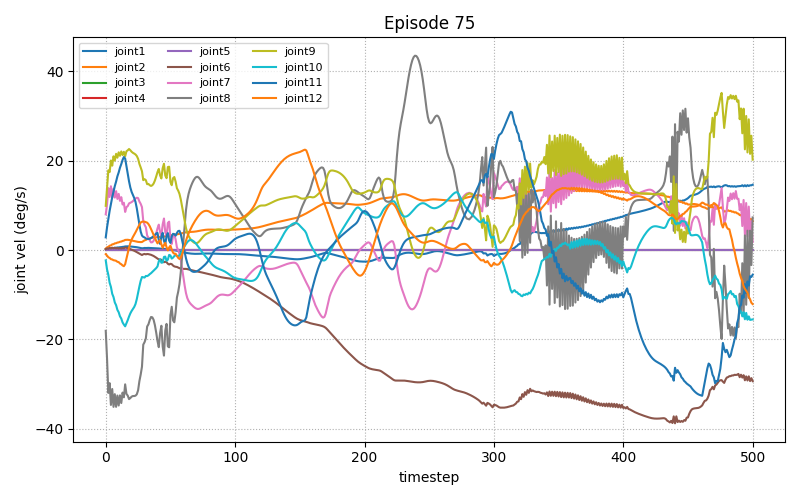 Episode 75
joint1 joint5 joint9
joint2 joint6 joint10
joint3 joint7 joint11
joint4 joint8 joint12
joint vel (deg/s)
40
20
0
−20
−40
0 100 200 300 400 500
timestep